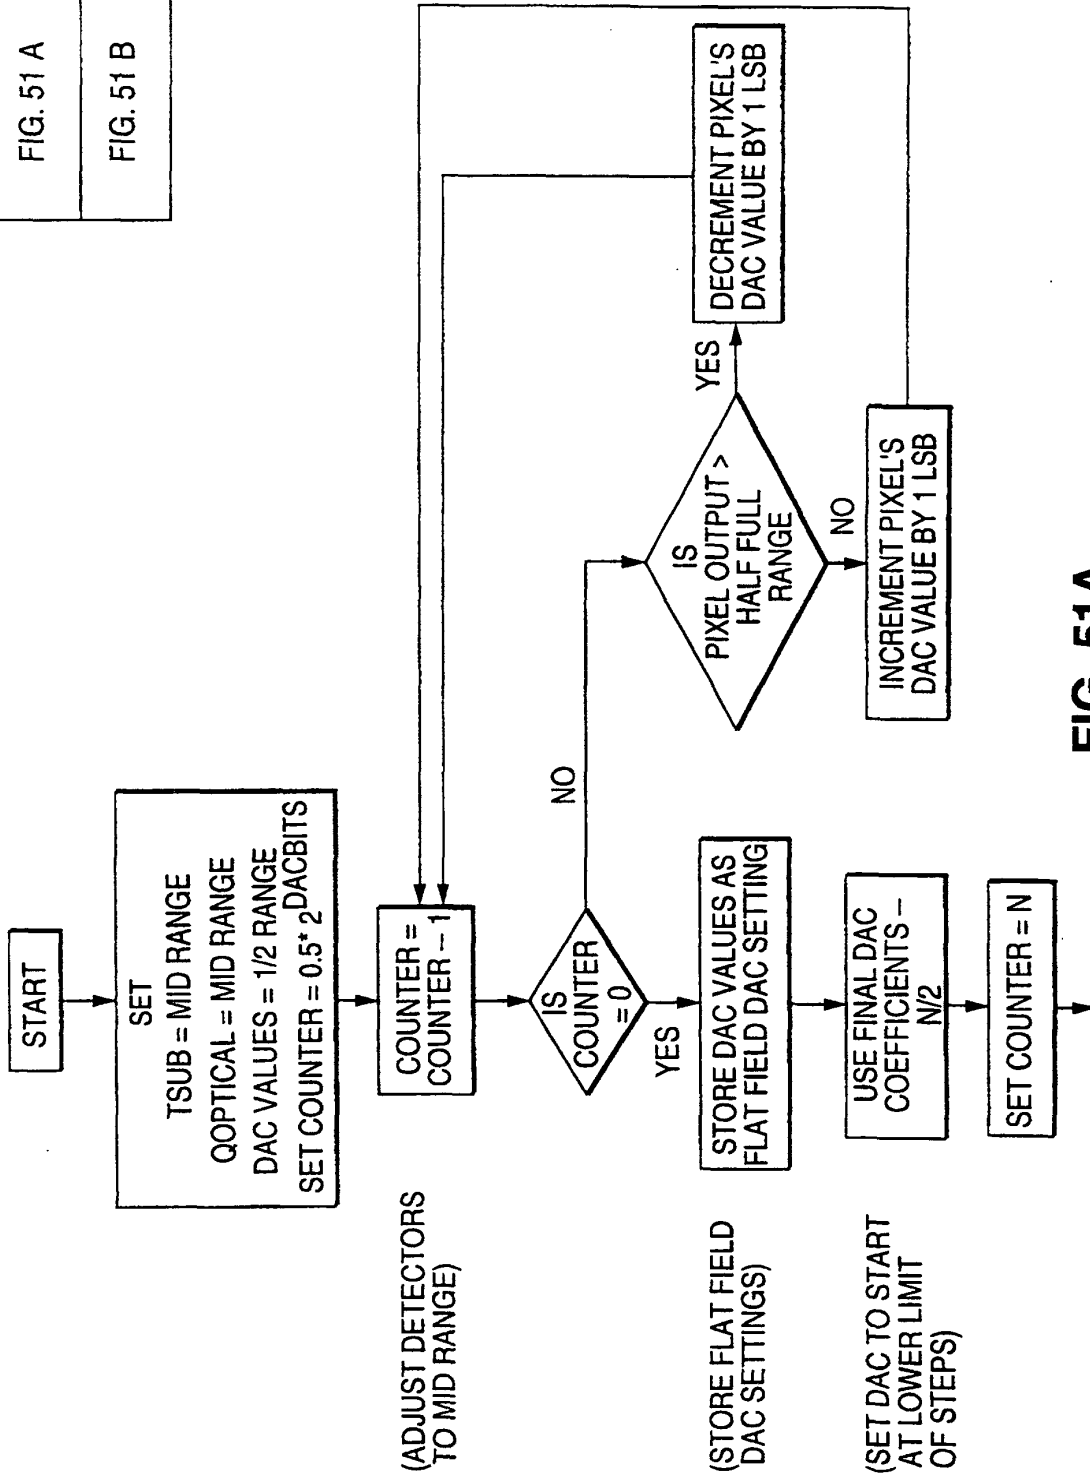 FIG. 51 A
FIG. 51 B
START
SET
TSUB = MID RANGE
QOPTICAL = MID RANGE
DAC VALUES = 1/2 RANGE
SET COUNTER = 0.5* 2 DACBITS
(ADJUST DETECTORS
TO MID RANGE)
COUNTER =
COUNTER – 1
IS
COUNTER
= 0
NO
YES
IS
PIXEL OUTPUT >
HALF FULL
RANGE
YES
DECREMENT PIXEL'S
DAC VALUE BY 1 LSB
NO
INCREMENT PIXEL'S
DAC VALUE BY 1 LSB
(STORE FLAT FIELD
DAC SETTINGS)
STORE DAC VALUES AS
FLAT FIELD DAC SETTING
(SET DAC TO START
AT LOWER LIMIT
OF STEPS)
USE FINAL DAC
COEFFICIENTS –
N/2
SET COUNTER = N
FIG. 51A